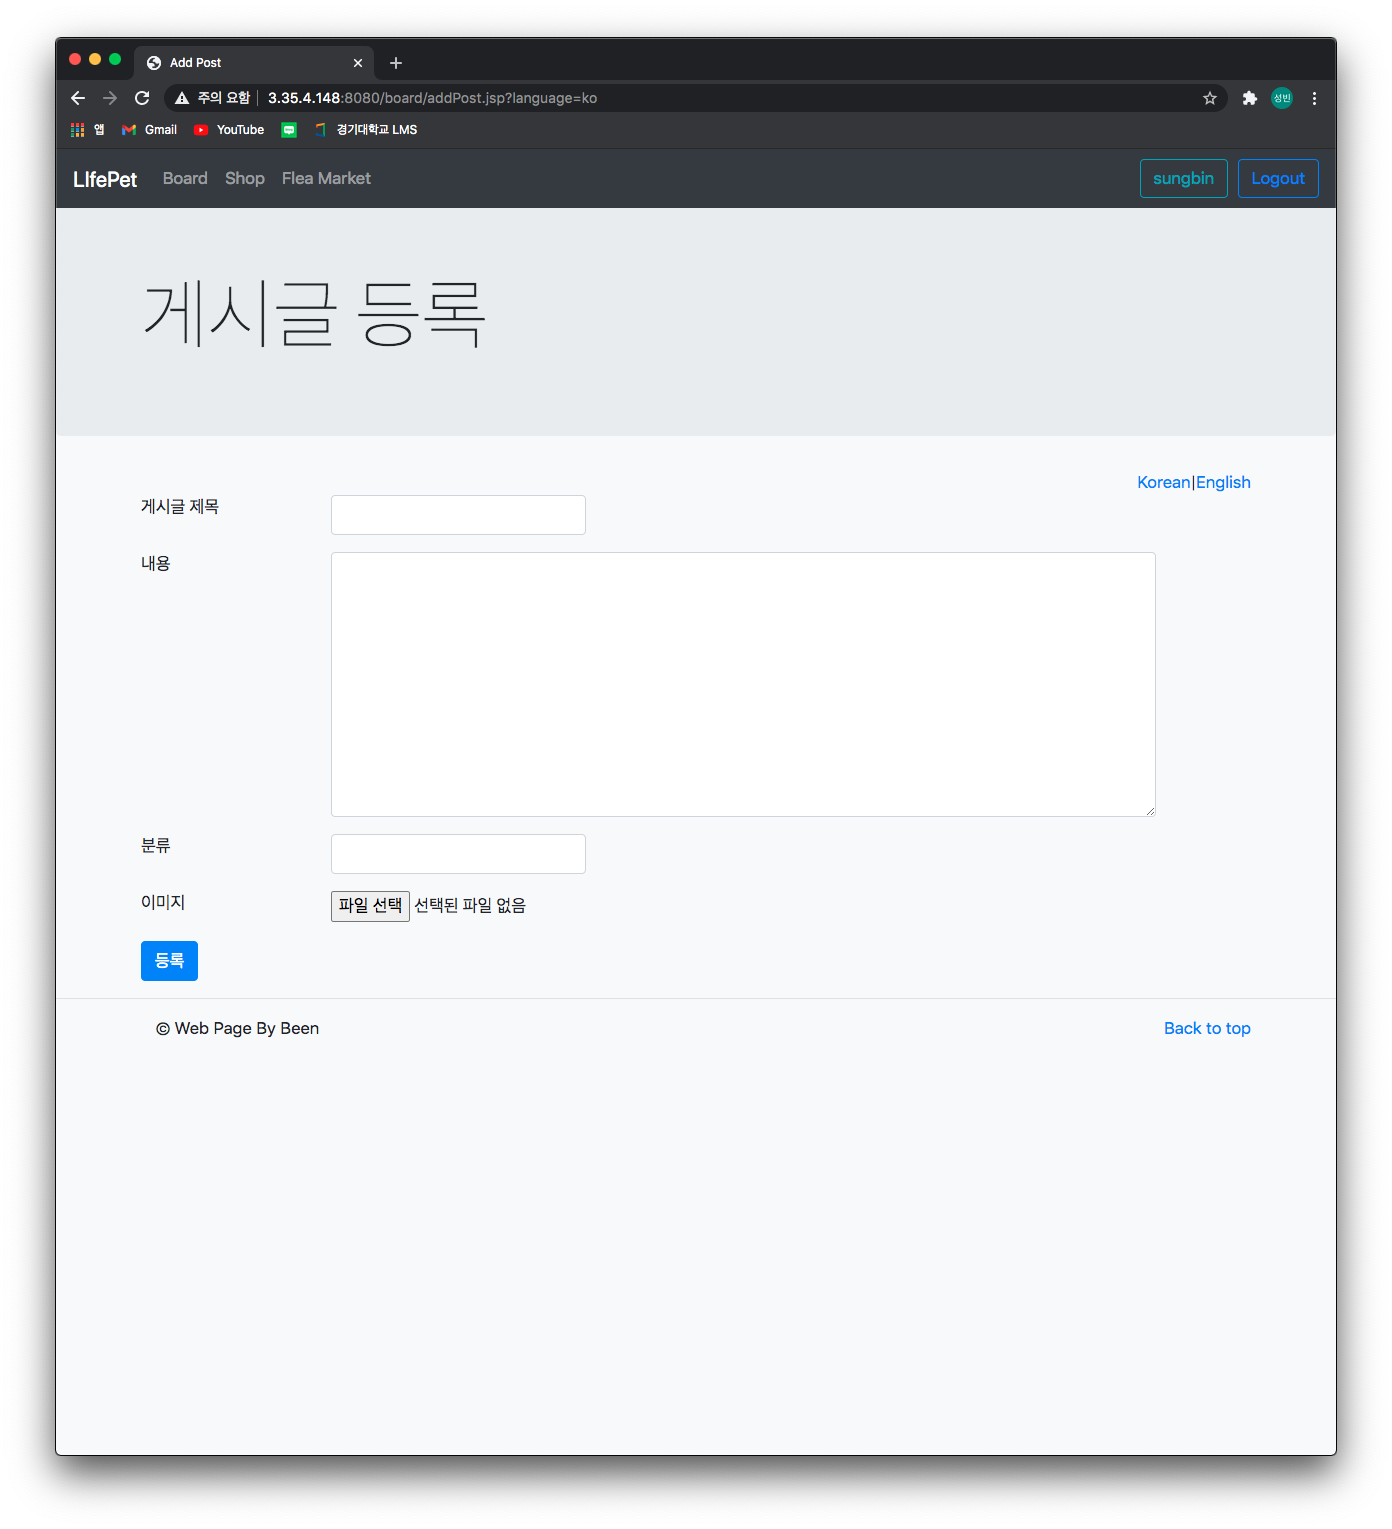 Add Post
주의 요함 3.35.4.148:8080/board/addPost.jsp?language=ko
성빈
앱 Gmail YouTube 경기대학교 LMS
LIfePet Board Shop Flea Market sungbin Logout
게시글 등록
Korean|English
게시글 제목
내용
분류
이미지 파일 선택 선택된 파일 없음
등록
© Web Page By Been Back to top